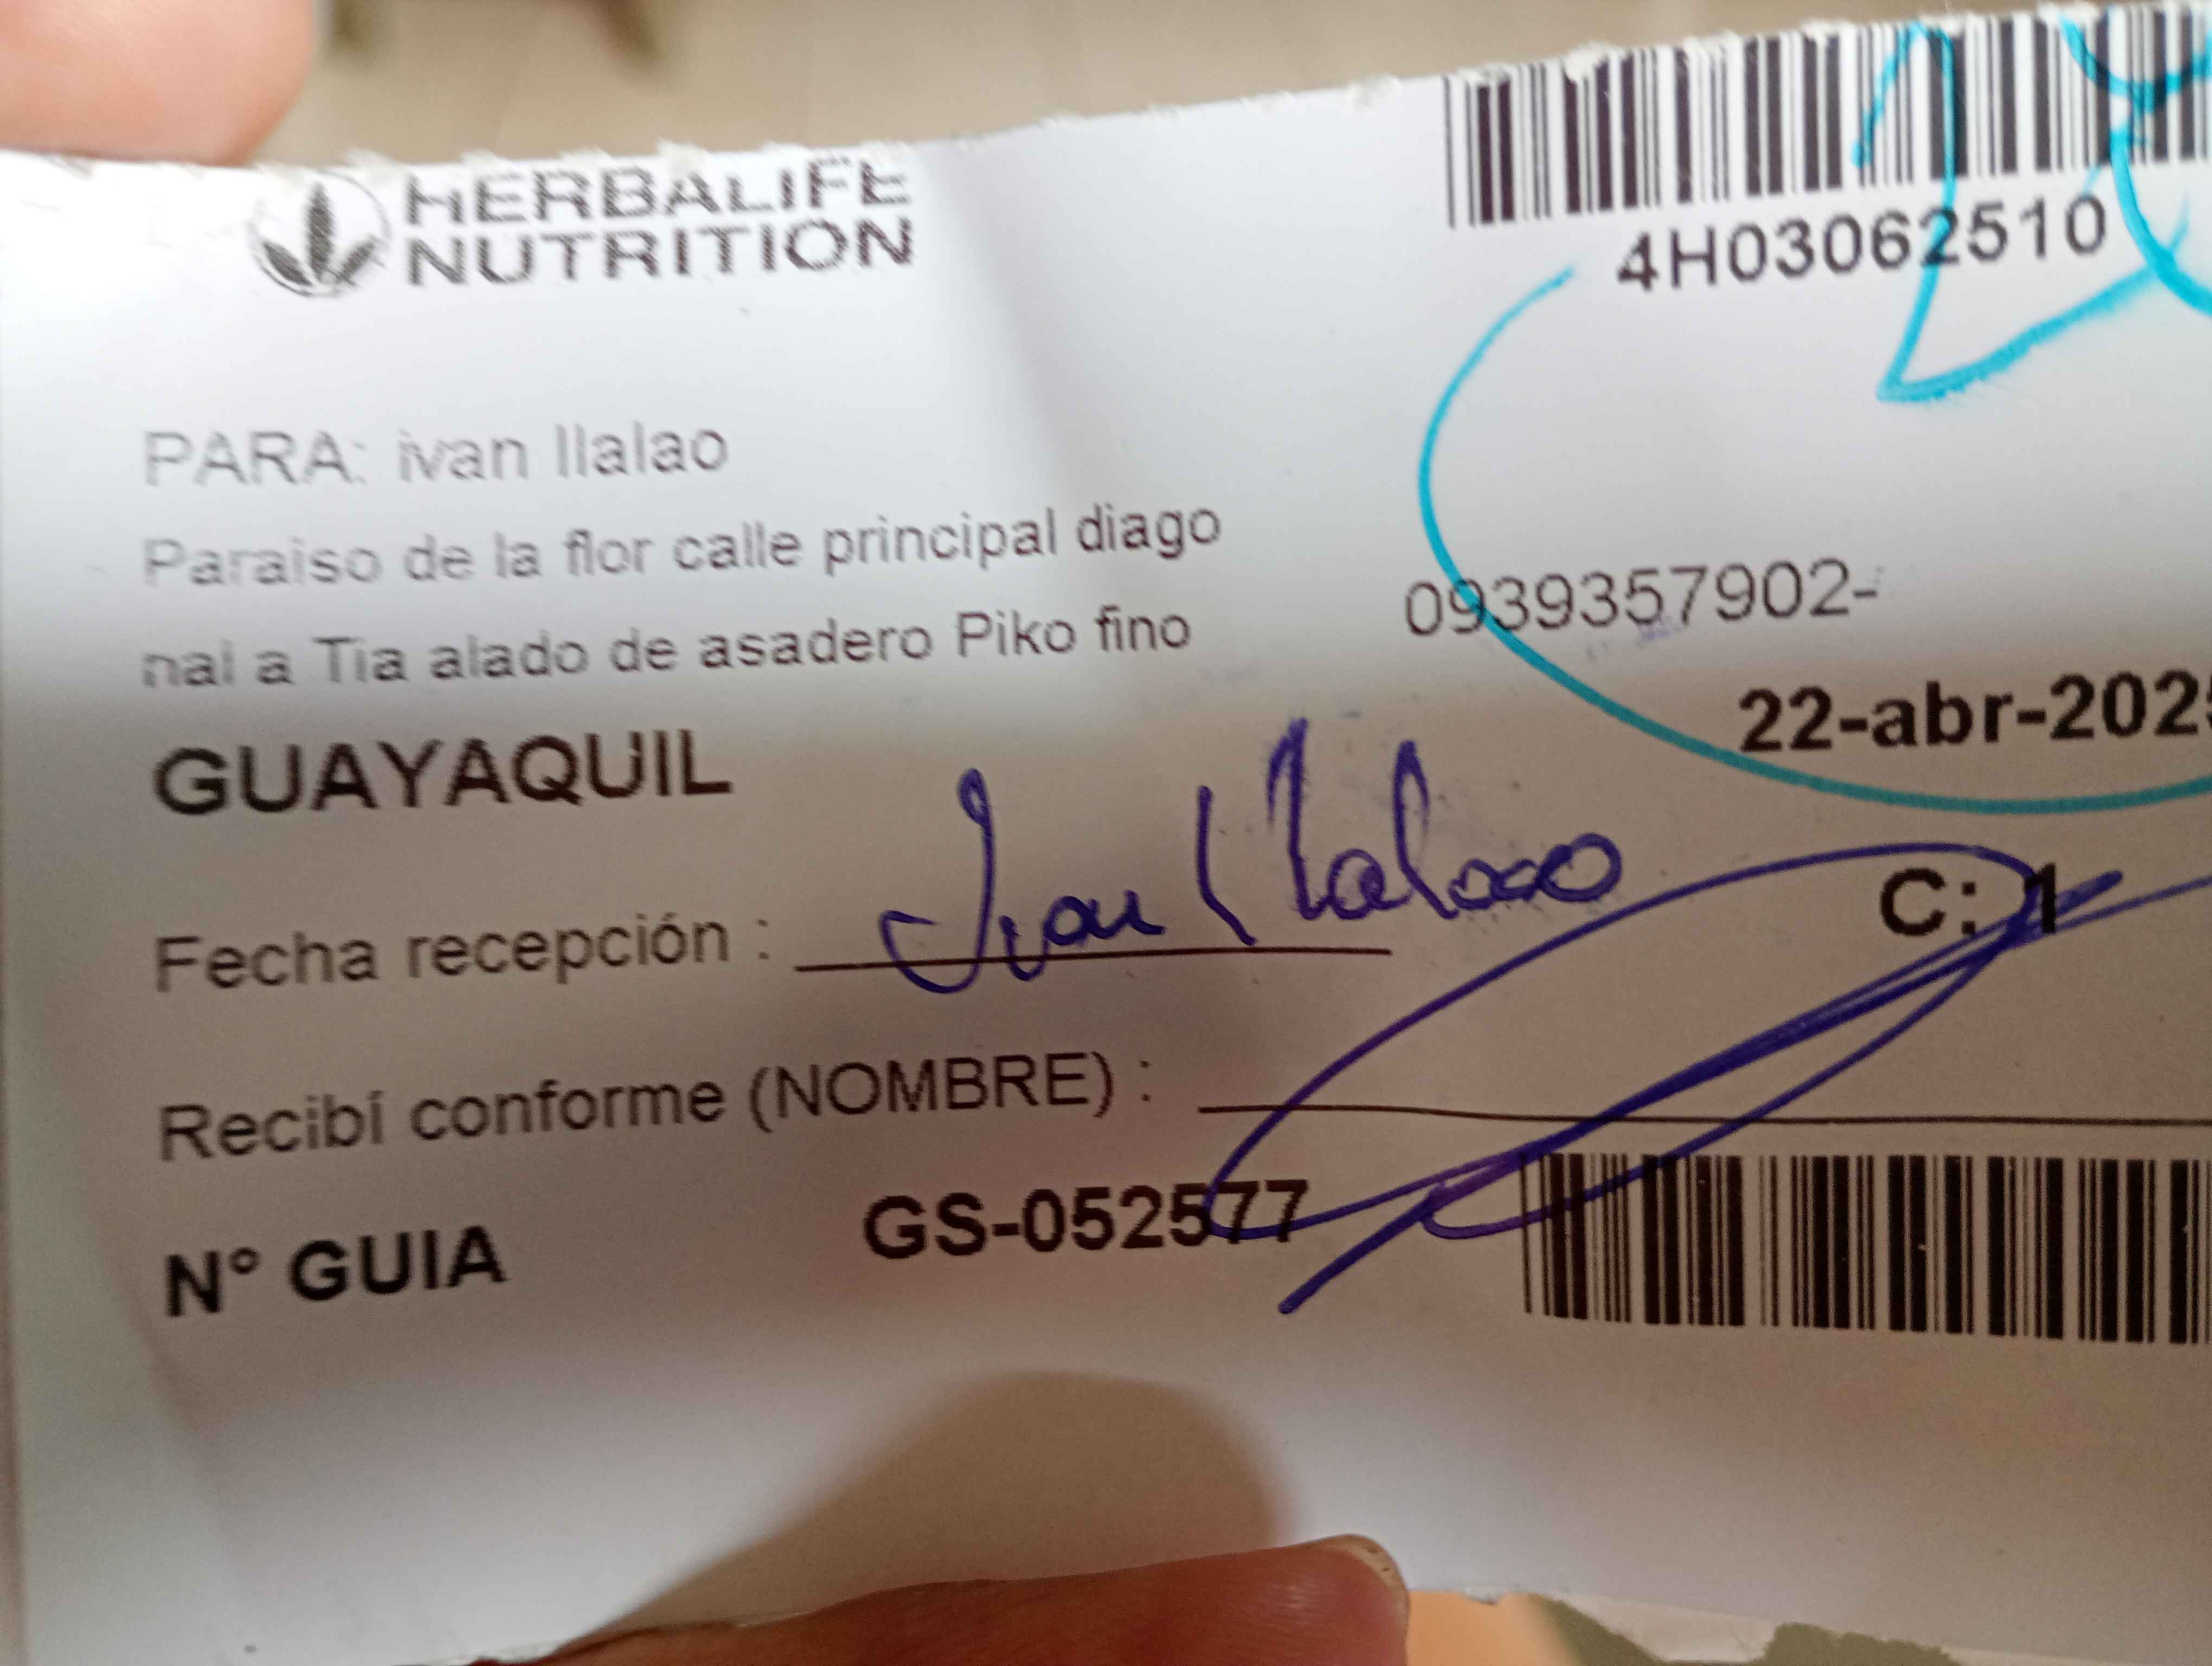 HERBALIFE
NUTRITION
4H03062510
PARA: ivan llalao
Paraiso de la flor calle principal diago
nal a Tia alado de asadero Piko fino
0939357902-
22-abr-202
GUAYAQUIL
C: 1
Fecha recepción : Ivan Llalao
Recibí conforme (NOMBRE) :
N° GUIA GS-052577